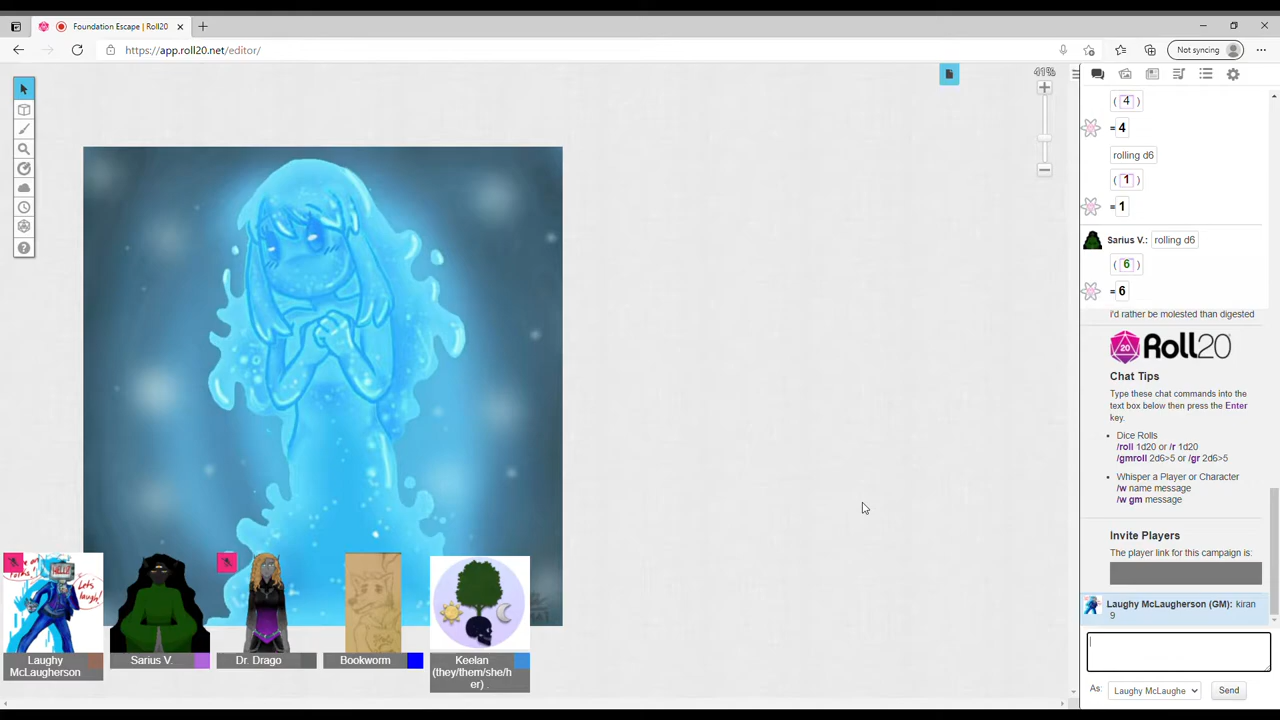 Foundation Escape | Roll20
https://app.roll20.net/editor/
Not syncing
41%
( 4 )
= 4
rolling d6
( 1 )
= 1
Sarius V.: rolling d6
( 6 )
= 6
i'd rather be molested than digested
20 Roll20
Chat Tips
Type these chat commands into the
text box below then press the Enter
key.
Dice Rolls
/roll 1d20 or /r 1d20
/gmroll 2d6>5 or /gr 2d6>5
Whisper a Player or Character
/w name message
/w gm message
Invite Players
The player link for this campaign is:
Laughy McLaugherson (GM): kiran
9
As: Laughy McLaughe
Send
HELLO
Let's
laugh!
Laughy
McLaugherson
Sarius V.
Dr. Drago
Bookworm
Keelan
(they/them/she/h
er) .